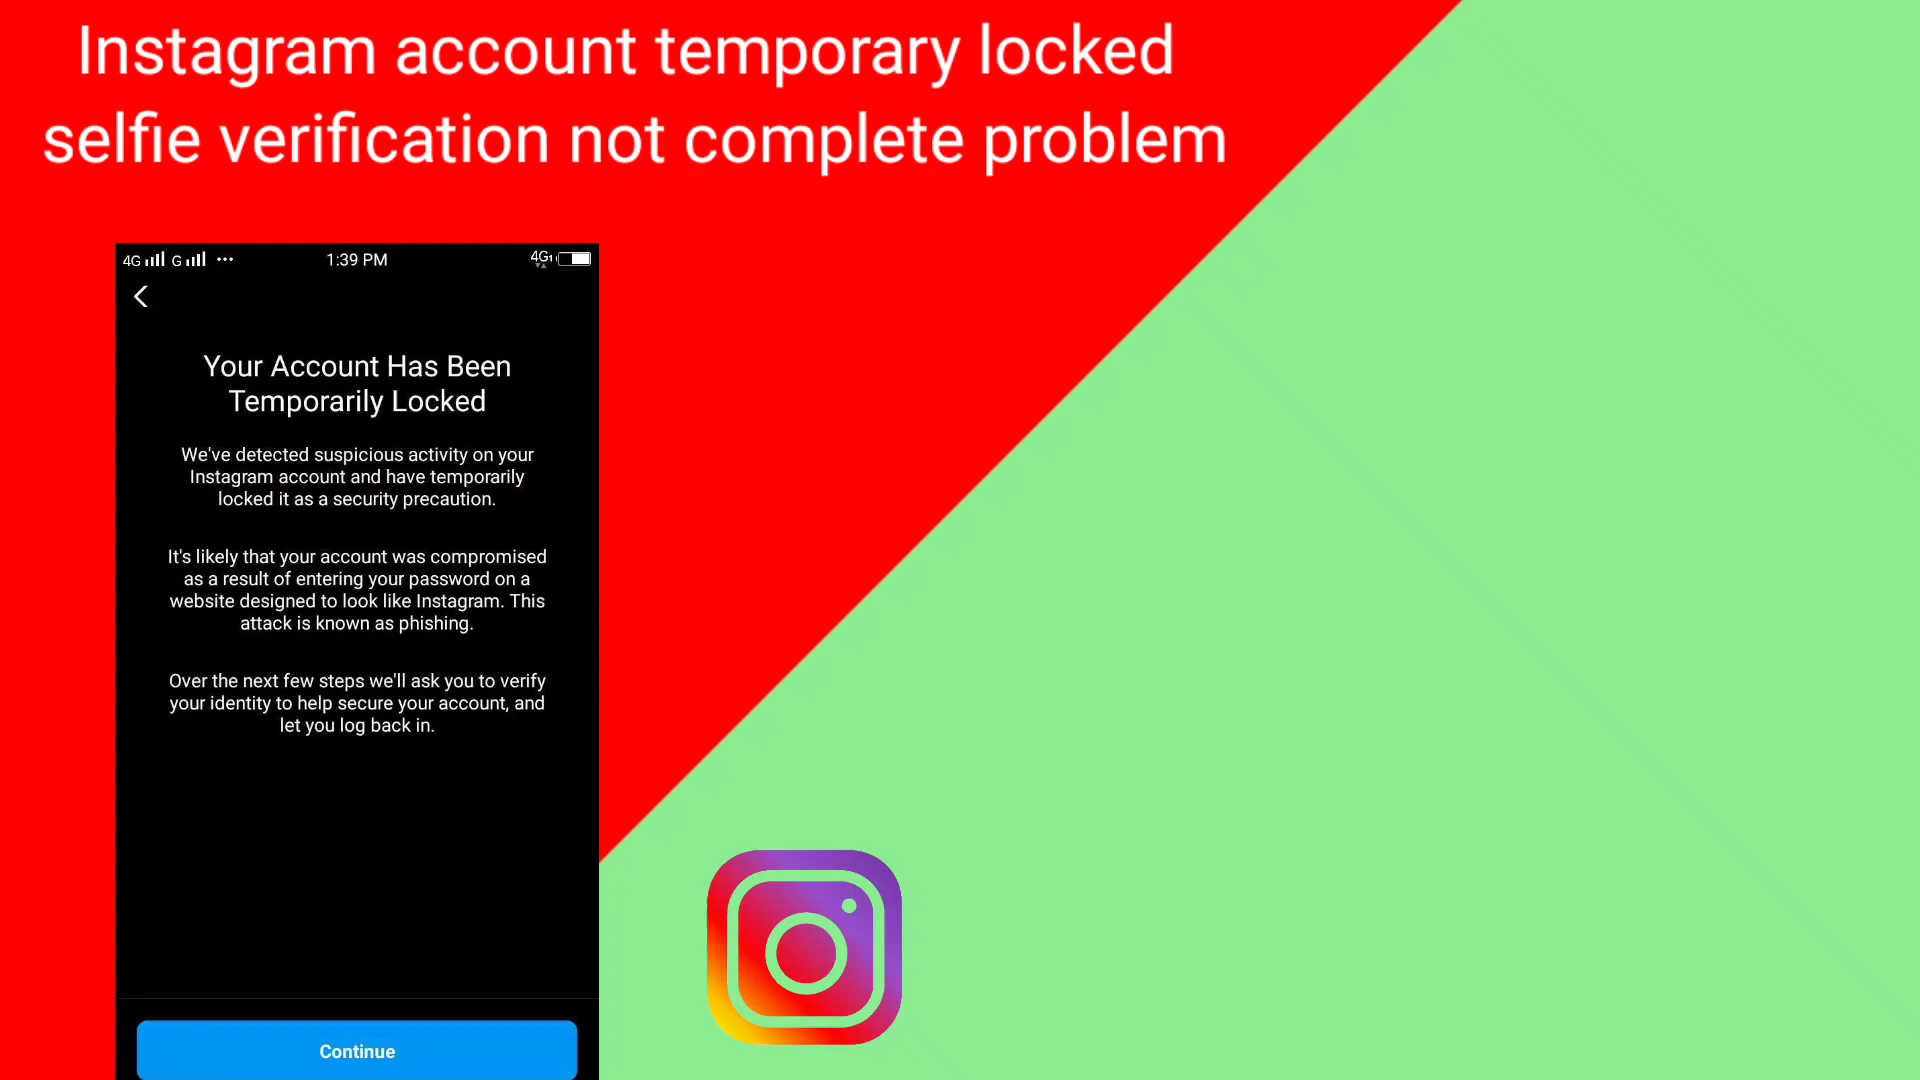 Instagram account temporary locked
selfie verification not complete problem
4G G ••• 1:39 PM 4G1
Your Account Has Been
Temporarily Locked
We've detected suspicious activity on your
Instagram account and have temporarily
locked it as a security precaution.
It's likely that your account was compromised
as a result of entering your password on a
website designed to look like Instagram. This
attack is known as phishing.
Over the next few steps we'll ask you to verify
your identity to help secure your account, and
let you log back in.
Continue